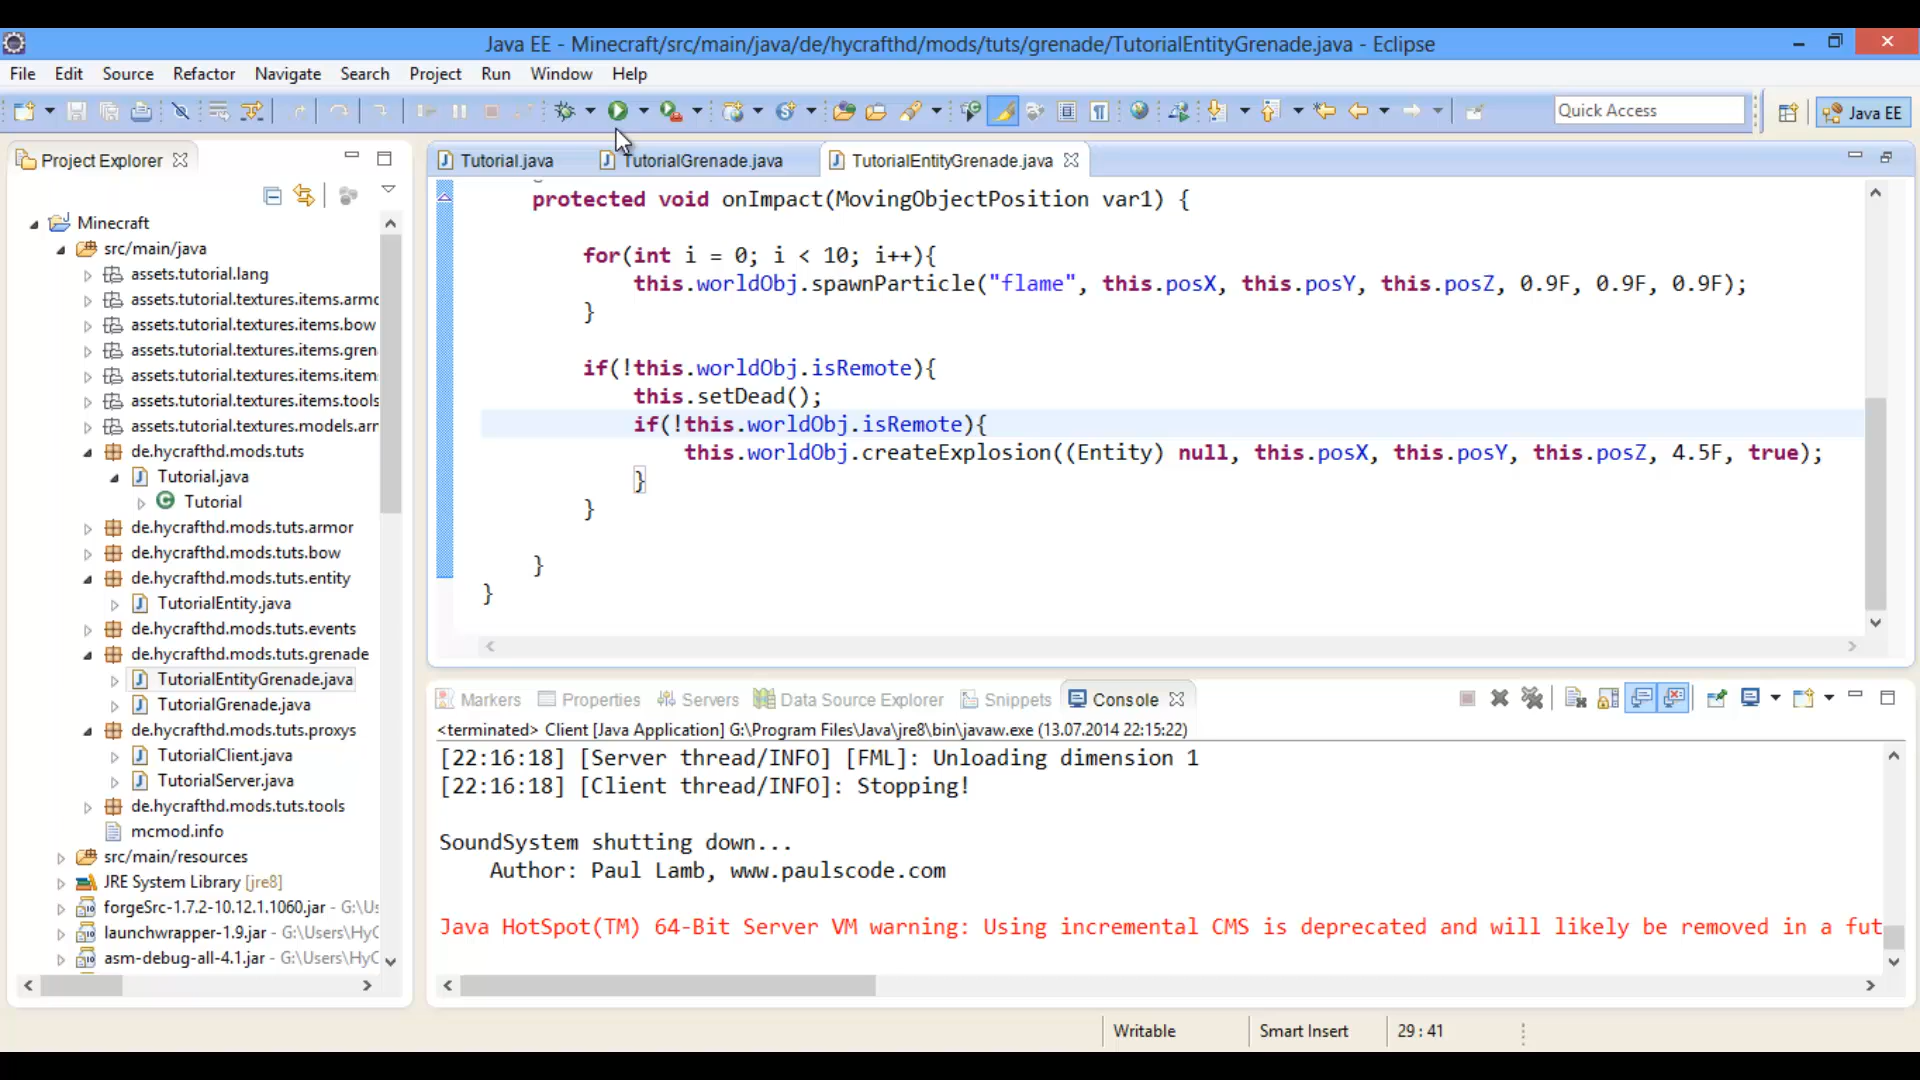 Java EE - Minecraft/src/main/java/de/hycrafthd/mods/tuts/grenade/TutorialEntityGrenade.java - Eclipse
File Edit Source Refactor Navigate Search Project Run Window Help
Quick Access
Java EE
Project Explorer
Minecraft
src/main/java
assets.tutorial.lang
assets.tutorial.textures.items.armo
assets.tutorial.textures.items.bow
assets.tutorial.textures.items.gren
assets.tutorial.textures.items.item
assets.tutorial.textures.items.tools
assets.tutorial.textures.models.arr
de.hycrafthd.mods.tuts
Tutorial.java
Tutorial
de.hycrafthd.mods.tuts.armor
de.hycrafthd.mods.tuts.bow
de.hycrafthd.mods.tuts.entity
TutorialEntity.java
de.hycrafthd.mods.tuts.events
de.hycrafthd.mods.tuts.grenade
TutorialEntityGrenade.java
TutorialGrenade.java
de.hycrafthd.mods.tuts.proxys
TutorialClient.java
TutorialServer.java
de.hycrafthd.mods.tuts.tools
mcmod.info
src/main/resources
JRE System Library [jre8]
forgeSrc-1.7.2-10.12.1.1060.jar - G:\Us
launchwrapper-1.9.jar - G:\Users\HyC
asm-debug-all-4.1.jar - G:\Users\HyC
Tutorial.java TutorialGrenade.java TutorialEntityGrenade.java
protected void onImpact(MovingObjectPosition var1) {
for(int i = 0; i < 10; i++){
this.worldObj.spawnParticle("flame", this.posX, this.posY, this.posZ, 0.9F, 0.9F, 0.9F);
}
if(!this.worldObj.isRemote){
this.setDead();
if(!this.worldObj.isRemote){
this.worldObj.createExplosion((Entity) null, this.posX, this.posY, this.posZ, 4.5F, true);
}
}
}
}
Markers Properties Servers Data Source Explorer Snippets Console
<terminated> Client [Java Application] G:\Program Files\Java\jre8\bin\javaw.exe (13.07.2014 22:15:22)
[22:16:18] [Server thread/INFO] [FML]: Unloading dimension 1
[22:16:18] [Client thread/INFO]: Stopping!
SoundSystem shutting down...
Author: Paul Lamb, www.paulscode.com
Java HotSpot(TM) 64-Bit Server VM warning: Using incremental CMS is deprecated and will likely be removed in a fut
Writable Smart Insert 29 : 41